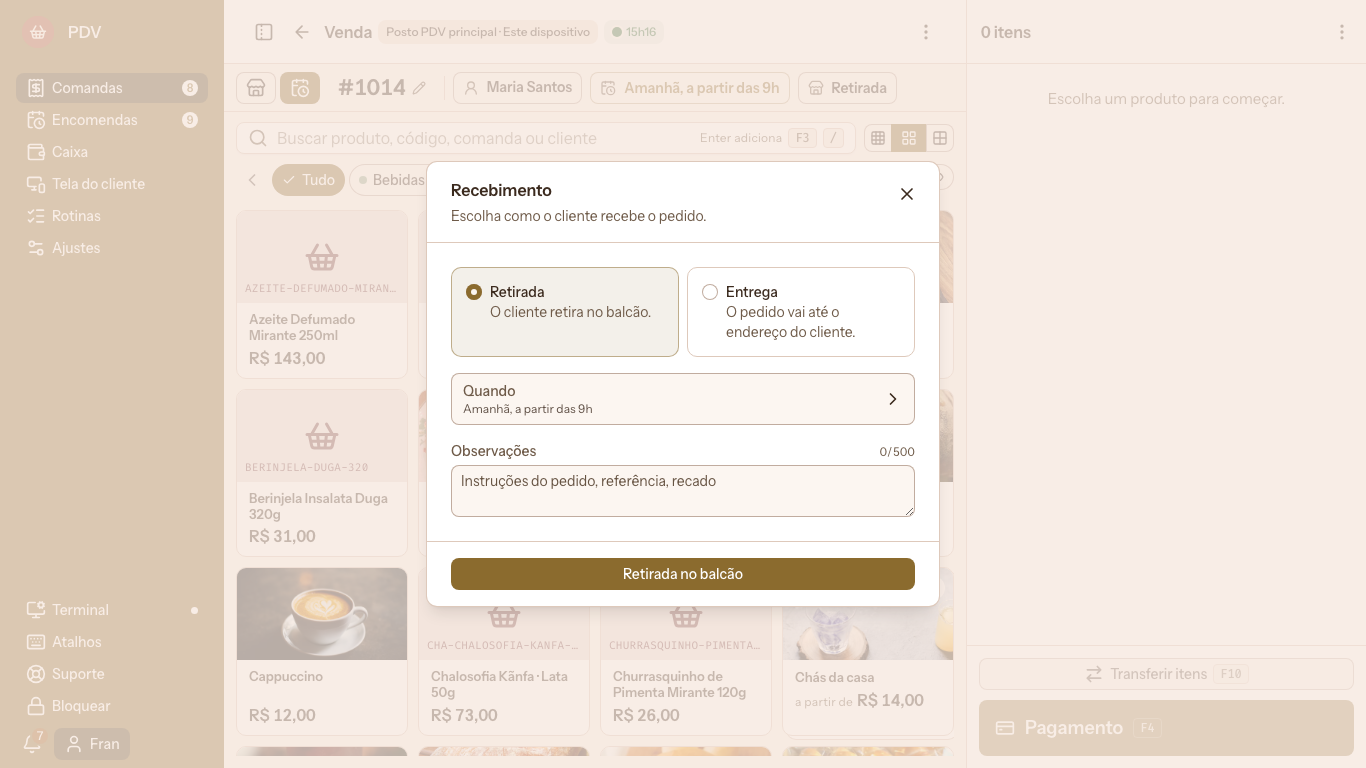 PDV
Comandas 8
Encomendas 9
Caixa
Tela do cliente
Rotinas
Ajustes
Terminal
Atalhos
Suporte
Bloquear
7
Fran
Venda
Posto PDV principal · Este dispositivo
15h16
#1014
Maria Santos
Amanhã, a partir das 9h
Retirada
Buscar produto, código, comanda ou cliente
Enter adiciona F3 /
Tudo
Bebidas
AZEITE-DEFUMADO-MIRAN…
Azeite Defumado
Mirante 250ml
R$ 143,00
BERINJELA-DUGA-320
Berinjela Insalata Duga
320g
R$ 31,00
Cappuccino
R$ 12,00
CHA-CHALOSOFIA-KANFA-…
Chalosofia Kãnfa · Lata
50g
R$ 73,00
CHURRASQUINHO-PIMENTA…
Churrasquinho de
Pimenta Mirante 120g
R$ 26,00
Chás da casa
a partir de R$ 14,00
Recebimento
Escolha como o cliente recebe o pedido.
Retirada
O cliente retira no balcão.
Entrega
O pedido vai até o
endereço do cliente.
Quando
Amanhã, a partir das 9h
Observações
0/500
Instruções do pedido, referência, recado
Retirada no balcão
0 itens
Escolha um produto para começar.
Transferir itens F10
Pagamento F4